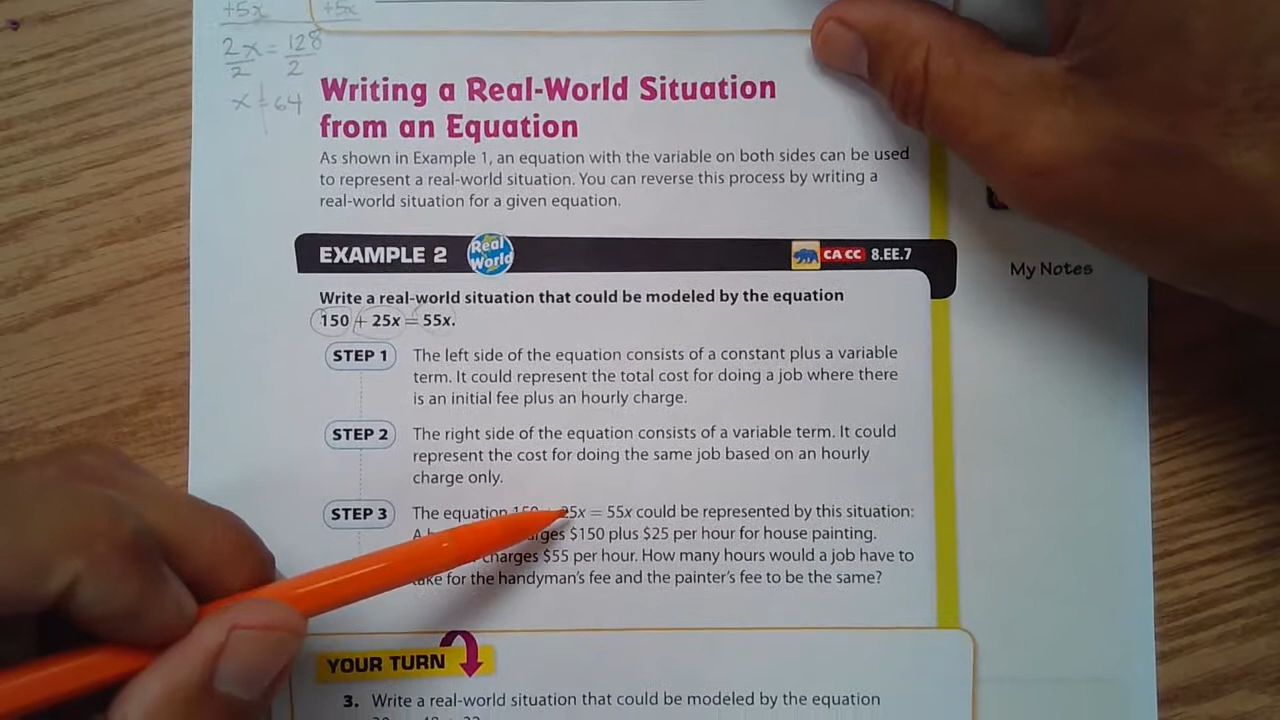 +5x +5x
2x = 128
2 2
x = 64
Writing a Real-World Situation
from an Equation
As shown in Example 1, an equation with the variable on both sides can be used
to represent a real-world situation. You can reverse this process by writing a
real-world situation for a given equation.
EXAMPLE 2 Real World CA CC 8.EE.7
My Notes
Write a real-world situation that could be modeled by the equation
150 + 25x = 55x.
STEP 1 The left side of the equation consists of a constant plus a variable
term. It could represent the total cost for doing a job where there
is an initial fee plus an hourly charge.
STEP 2 The right side of the equation consists of a variable term. It could
represent the cost for doing the same job based on an hourly
charge only.
STEP 3 The equation 25x = 55x could be represented by this situation:
A $150 plus $25 per hour for house painting.
charges $55 per hour. How many hours would a job have to
for the handyman's fee and the painter's fee to be the same?
YOUR TURN
3. Write a real-world situation that could be modeled by the equation